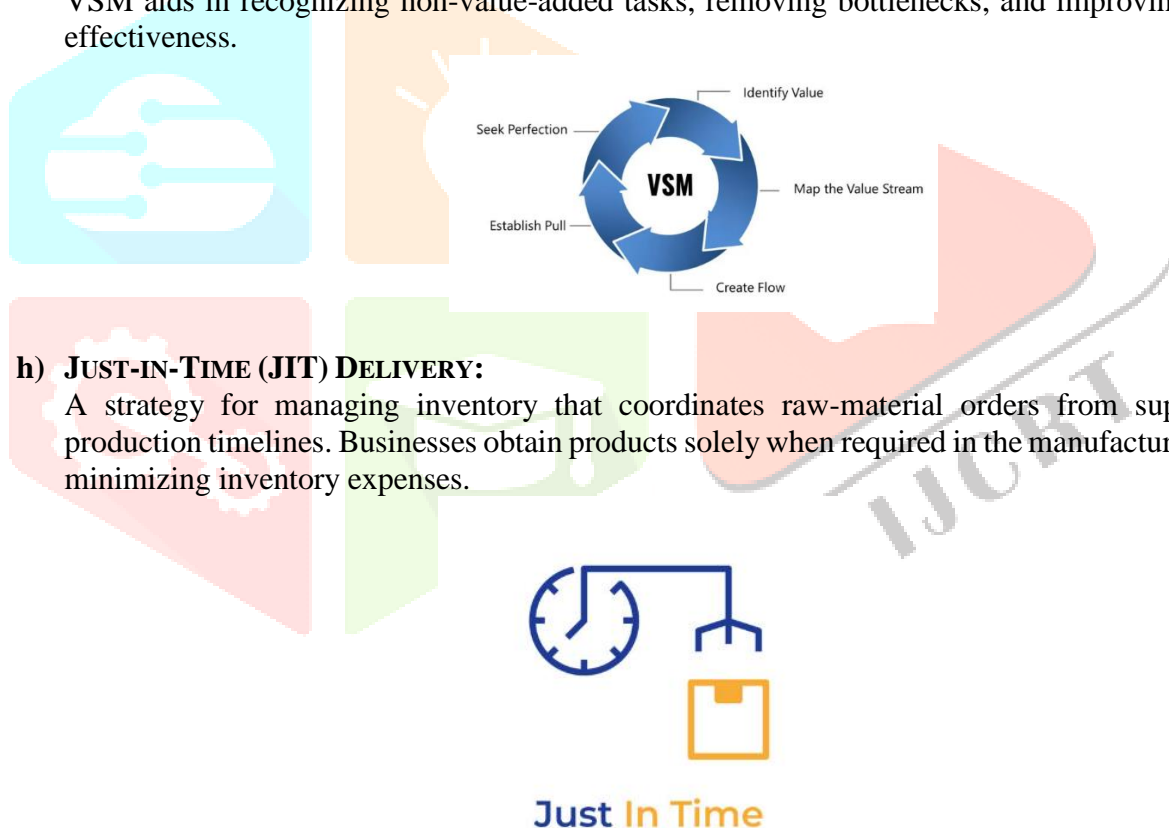 VSM aids in recognizing non-value-added tasks, removing bottlenecks, and improvin
effectiveness.
Identify Value
Seek Perfection
VSM
Map the Value Stream
Establish Pull
Create Flow
h) JUST-IN-TIME (JIT) DELIVERY:
A strategy for managing inventory that coordinates raw-material orders from sup
production timelines. Businesses obtain products solely when required in the manufactur
minimizing inventory expenses.
IJCRT
Just In Time